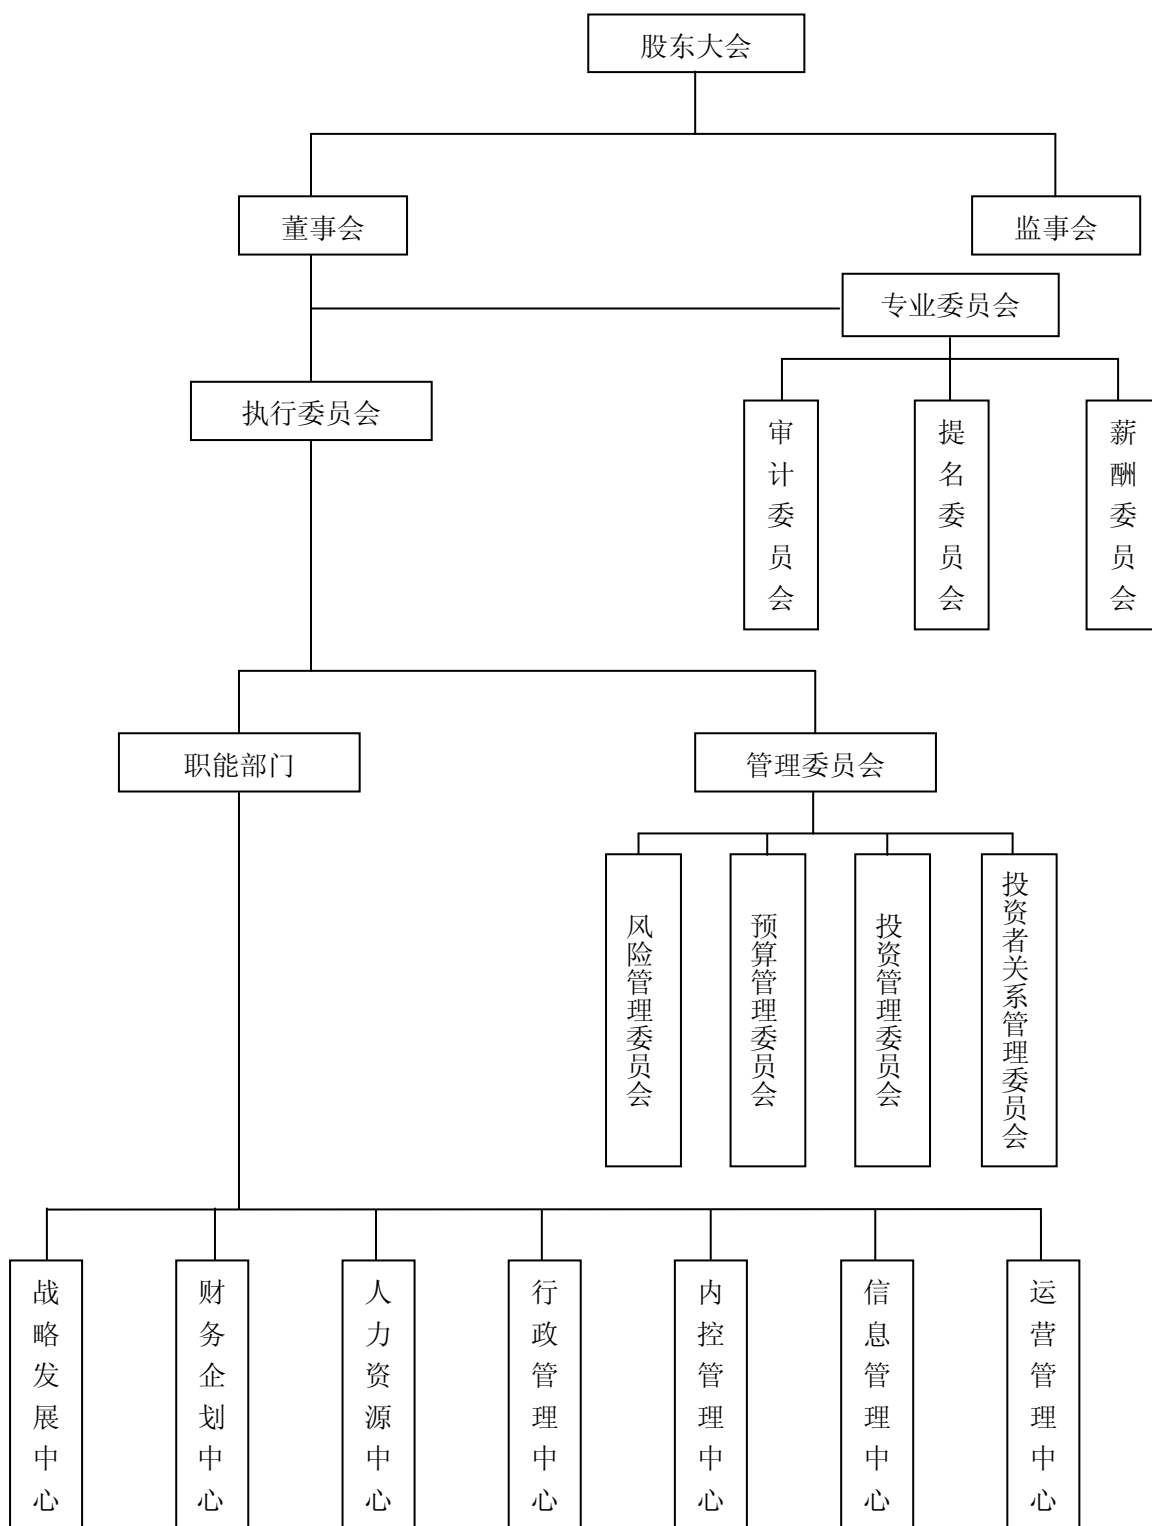 股东大会
董事会
监事会
专业委员会
执行委员会
审计委员会
提名委员会
薪酬委员会
职能部门
管理委员会
风险管理委员会
预算管理委员会
投资管理委员会
投资者关系管理委员会
战略发展中心
财务企划中心
人力资源中心
行政管理中心
内控管理中心
信息管理中心
运营管理中心